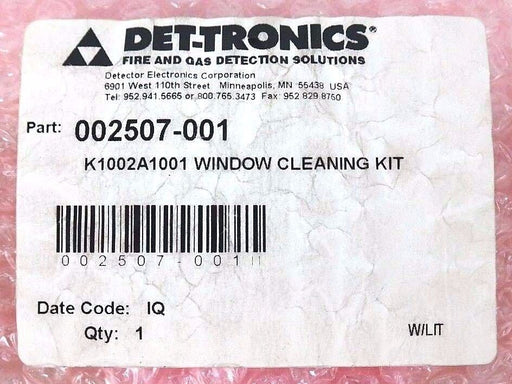 DET-TRONICS®
FIRE AND GAS DETECTION SOLUTIONS
Detector Electronics Corporation
6901 West 110th Street Minneapolis, MN 55438 USA
Tel: 952.941.5665 or 800.765.3473 Fax: 952.829.8750
Part: 002507-001
K1002A1001 WINDOW CLEANING KIT
002507-001
Date Code: IQ
Qty: 1
W/LIT